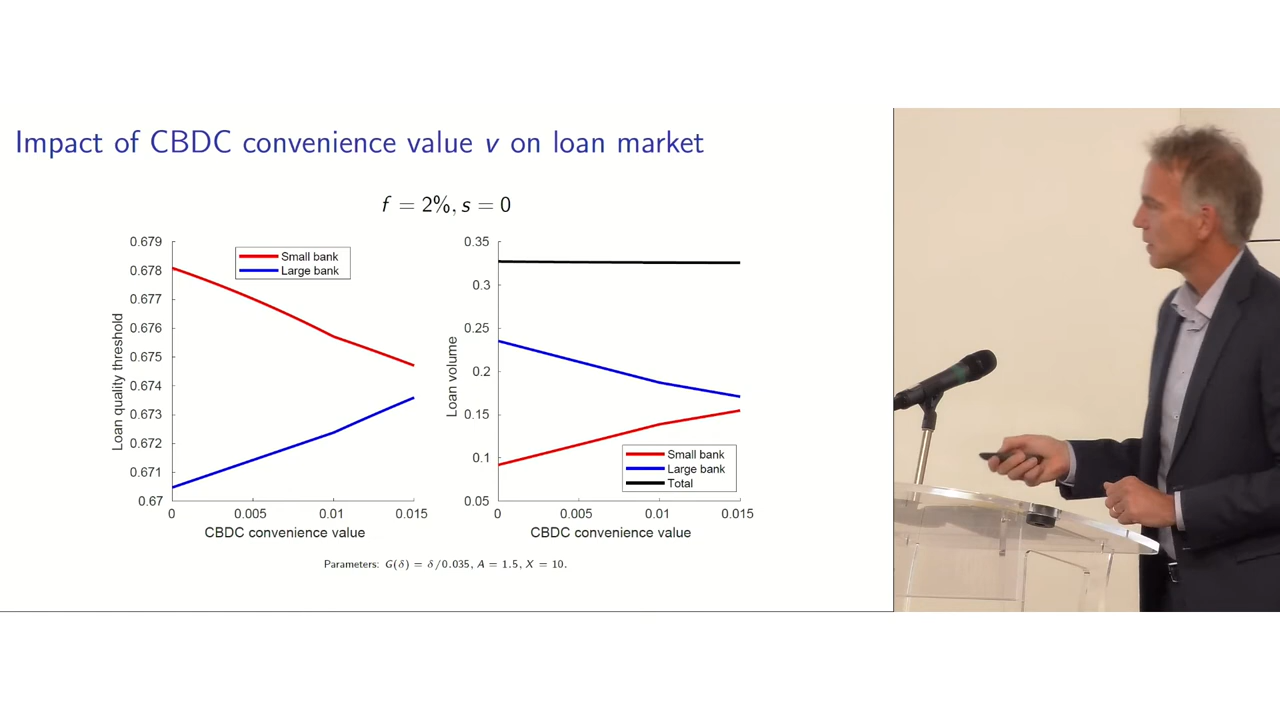 Impact of CBDC convenience value v on loan market
f = 2%, s = 0
0.679
0.678
0.677
0.676
0.675
0.674
0.673
0.672
0.671
0.67
Loan quality threshold
Small bank
Large bank
0 0.005 0.01 0.015
CBDC convenience value
0.35
0.3
0.25
0.2
0.15
0.1
0.05
Loan volume
Small bank
Large bank
Total
0 0.005 0.01 0.015
CBDC convenience value
Parameters: G(δ) = δ/0.035, A = 1.5, X = 10.